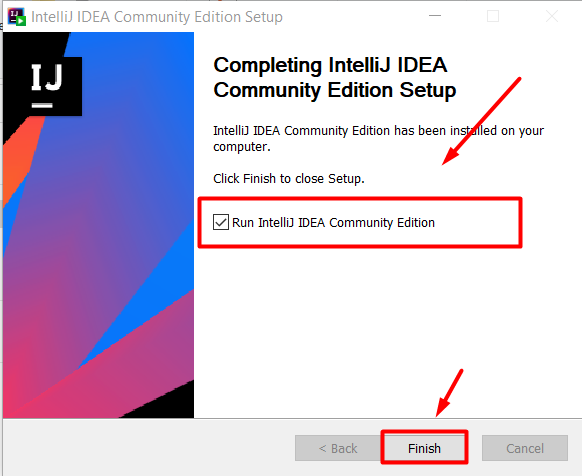 IntelliJ IDEA Community Edition Setup
IJ
Completing IntelliJ IDEA
Community Edition Setup
IntelliJ IDEA Community Edition has been installed on your
computer.
Click Finish to close Setup.
Run IntelliJ IDEA Community Edition
< Back
Finish
Cancel